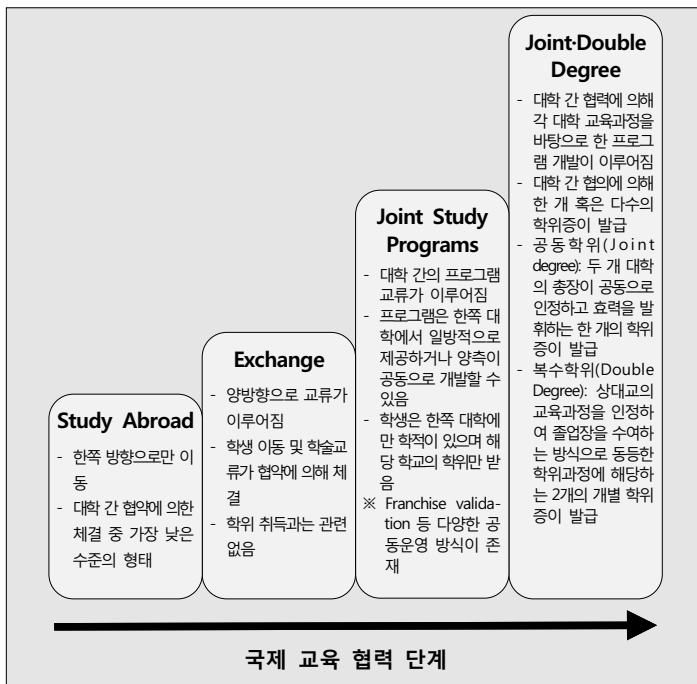 Study Abroad
- 한쪽 방향으로만 이
동
- 대학 간 협약에 의한
체결 중 가장 낮은
수준의 형태
Exchange
- 양방향으로 교류가
이루어짐
- 학생 이동 및 학술교
류가 협약에 의해 체
결
- 학위 취득과는 관련
없음
Joint Study
Programs
- 대학 간의 프로그램
교류가 이루어짐
- 프로그램은 한쪽 대
학에서 일방적으로
제공하거나 양측이
공동으로 개발할 수
있음
- 학생은 한쪽 대학에
만 학적이 있으며 해
당 학교의 학위만 받
음
※ Franchise valida-
tion 등 다양한 공
동운영 방식이 존
재
Joint·Double
Degree
- 대학 간 협력에 의해
각 대학 교육과정을
바탕으로 한 프로그
램 개발이 이루어짐
- 대학 간 협의에 의해
한 개 혹은 다수의
학위증이 발급
- 공동학위(Joint
degree): 두 개 대학
의 총장이 공동으로
인정하고 효력을 발
휘하는 한 개의 학위
증이 발급
- 복수학위(Double
Degree): 상대교의
교육과정을 인정하
여 졸업장을 수여하
는 방식으로 동등한
학위과정에 해당하
는 2개의 개별 학위
증이 발급
국제 교육 협력 단계